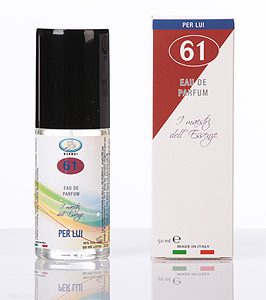 61
EAU DE
PARFUM
I maestri
dell'Essenze
PER LUI
PER LUI
61
EAU DE
PARFUM
I maestri
dell'Essenze
50 ml e
MADE IN ITALY